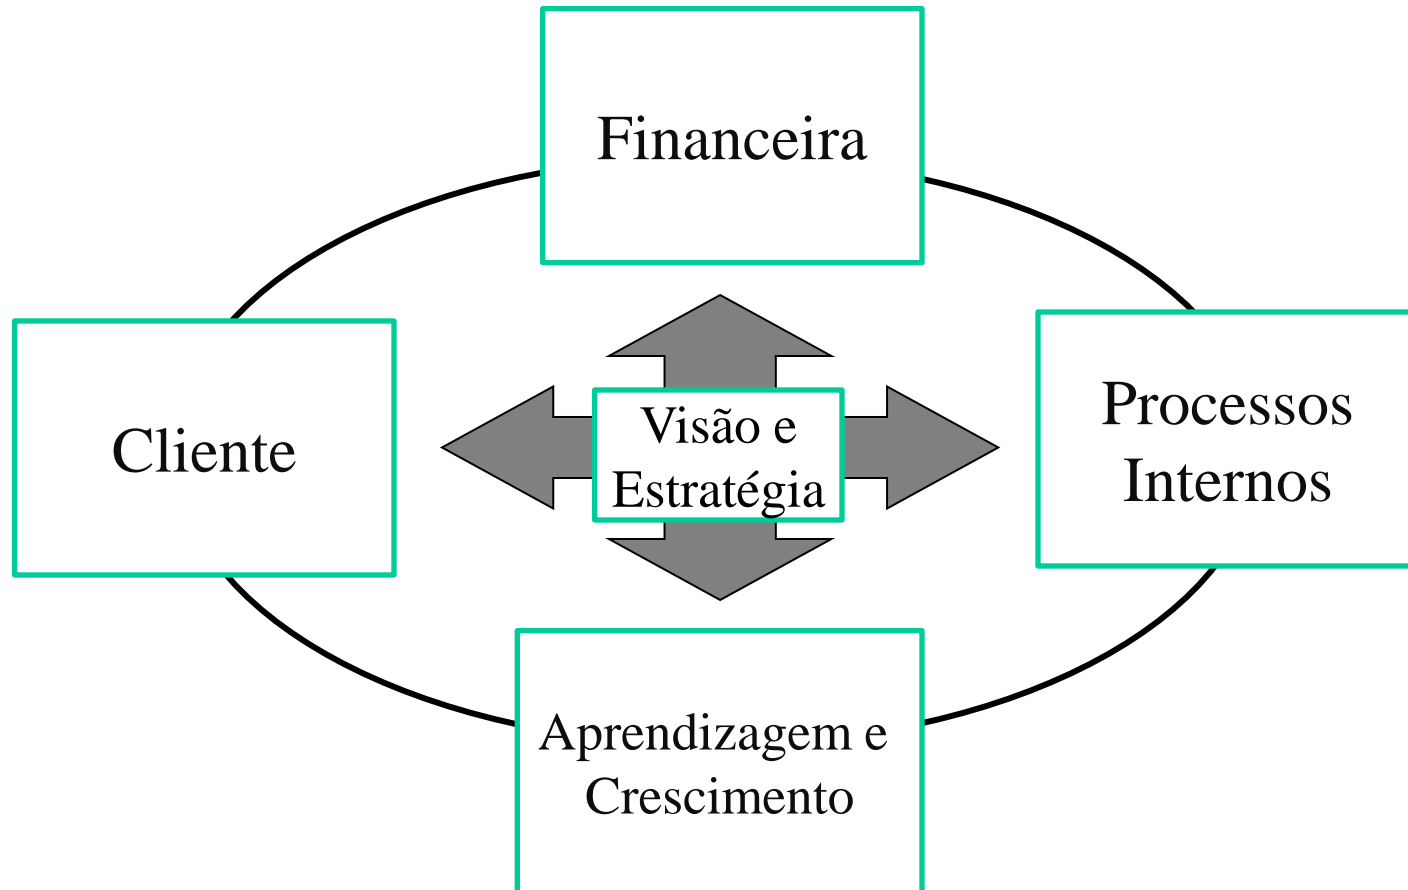 Financeira
Cliente
Visão e
Estratégia
Processos
Internos
Aprendizagem e
Crescimento